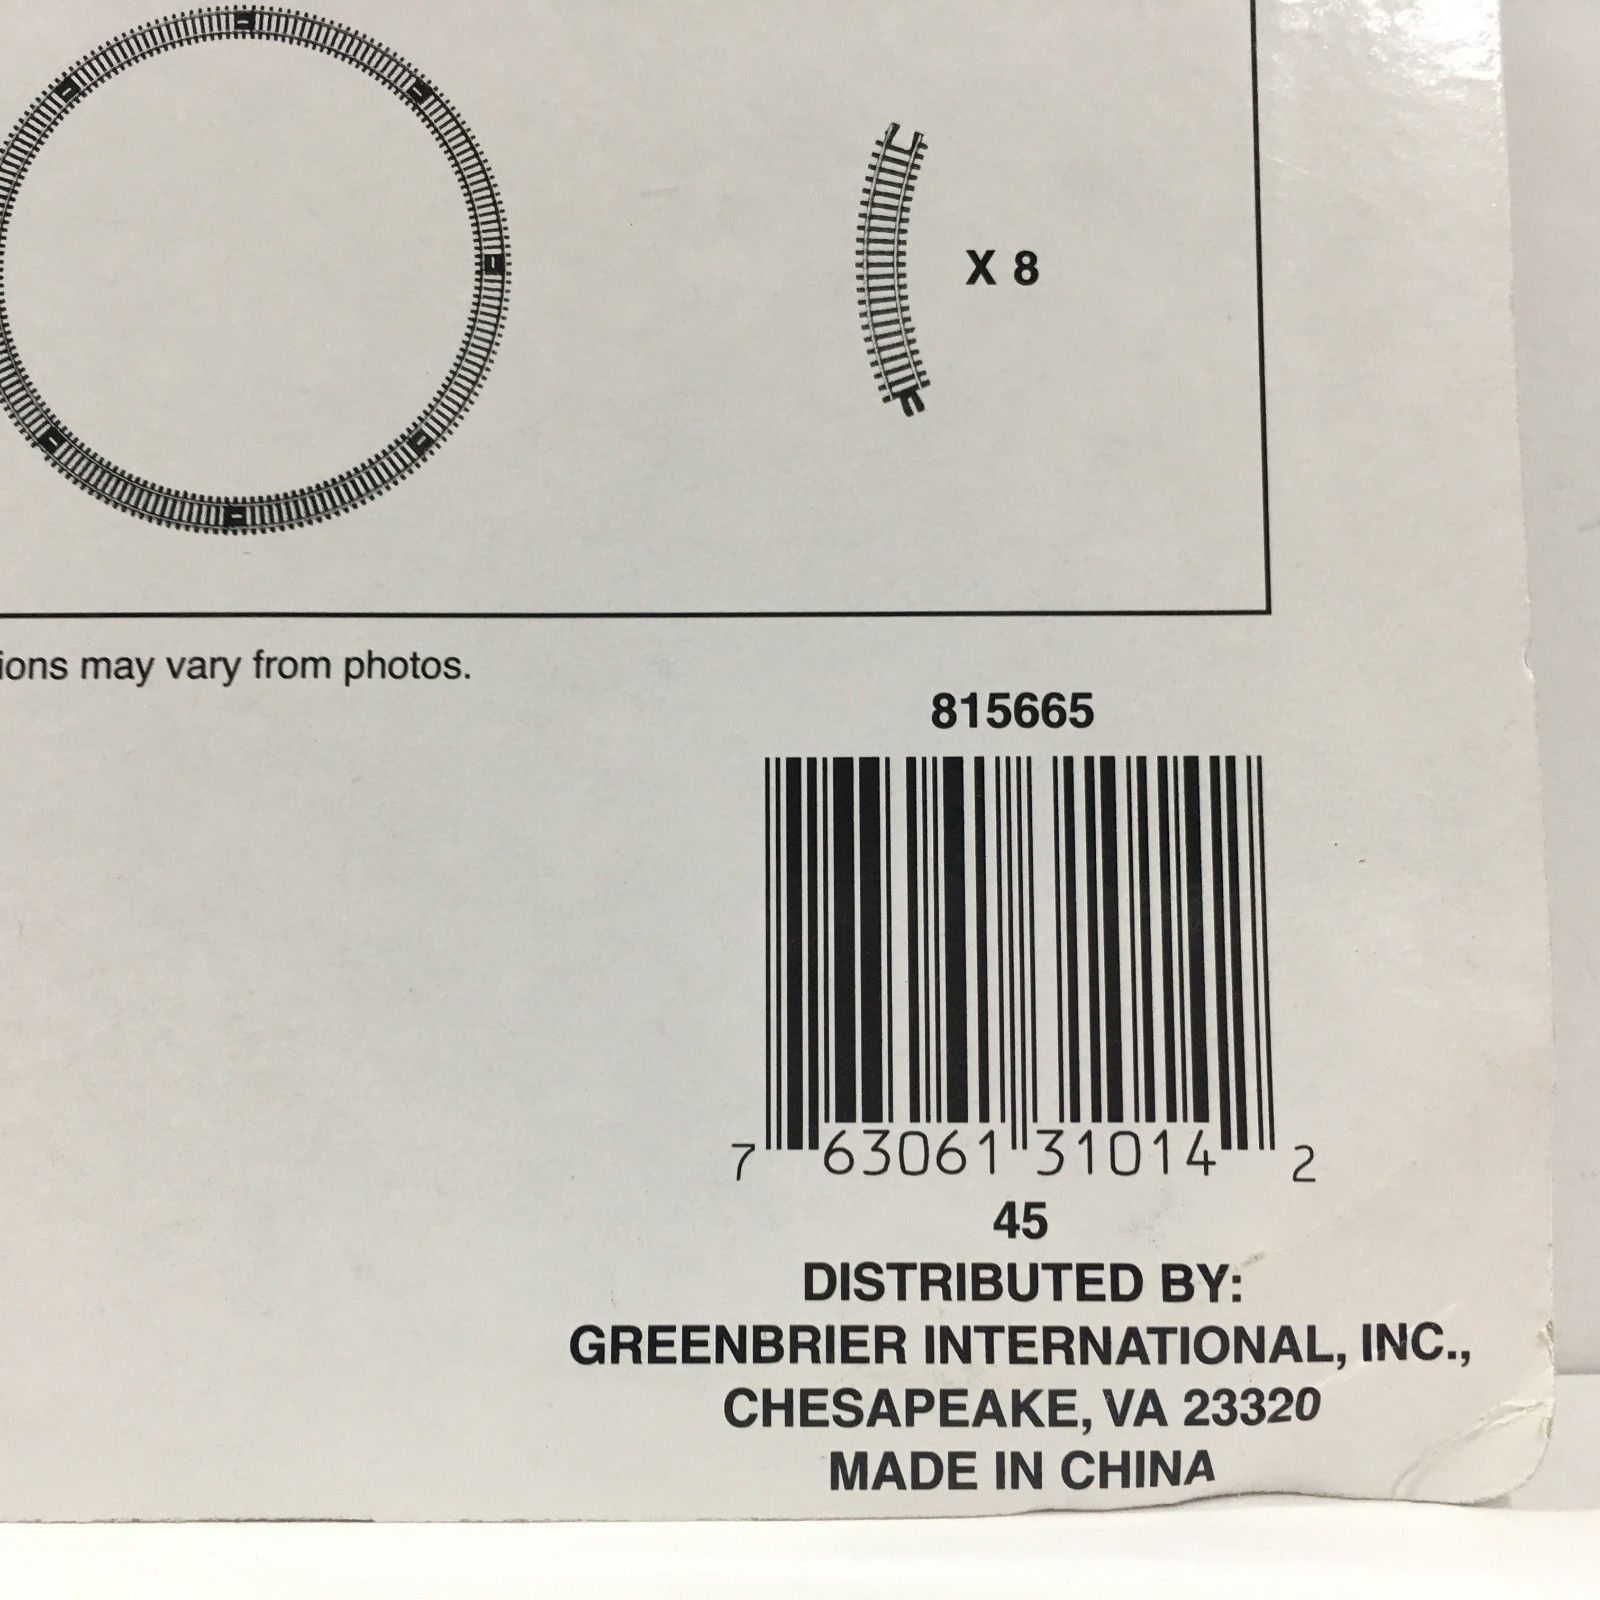 X 8
may vary from photos.
815665
7 63061 31014 2
45
DISTRIBUTED BY:
GREENBRIER INTERNATIONAL, INC.,
CHESAPEAKE, VA 23320
MADE IN CHINA